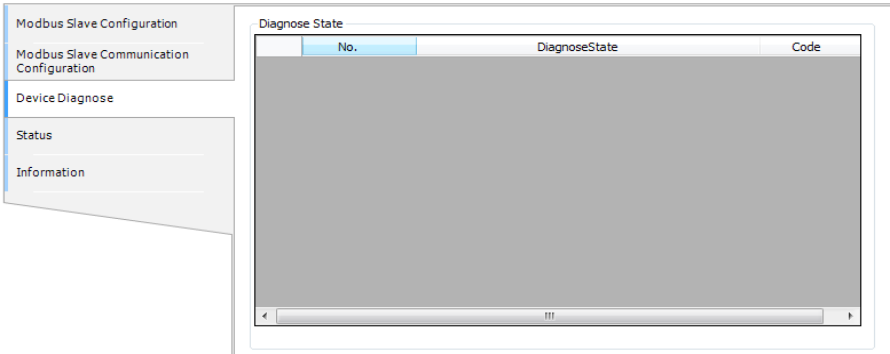 Modbus Slave Configuration
Modbus Slave Communication
Configuration
Device Diagnose
Status
Information
Diagnose State
No. DiagnoseState Code